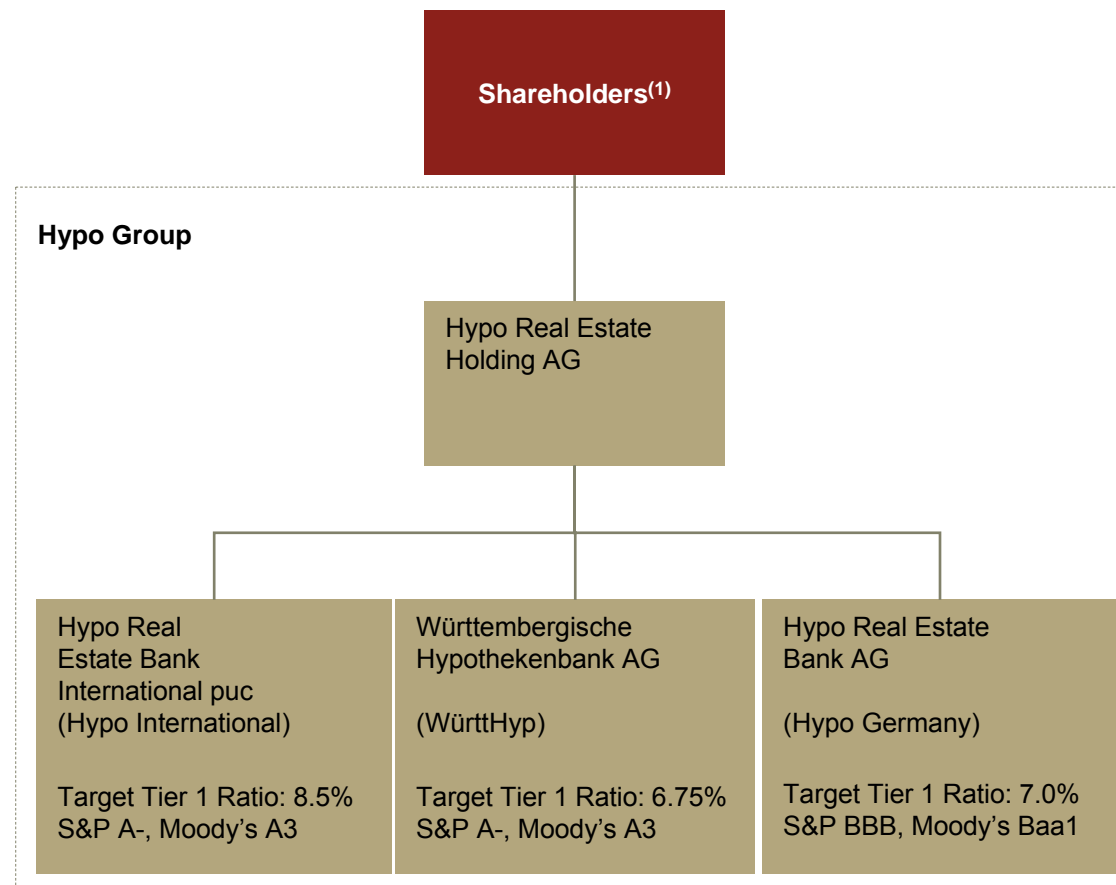 Shareholders(1)
Hypo Group
Hypo Real Estate
Holding AG
Hypo Real
Estate Bank
International puc
(Hypo International)
Target Tier 1 Ratio: 8.5%
S&P A-, Moody’s A3
Württembergische
Hypothekenbank AG
(WürttHyp)
Target Tier 1 Ratio: 6.75%
S&P A-, Moody’s A3
Hypo Real Estate
Bank AG
(Hypo Germany)
Target Tier 1 Ratio: 7.0%
S&P BBB, Moody’s Baa1